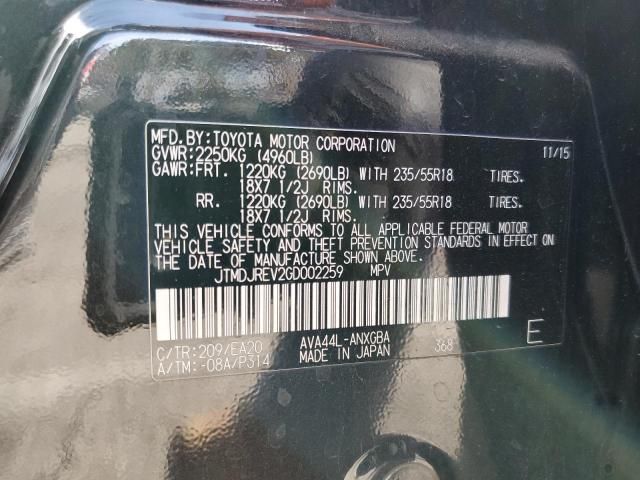 MFD.BY:TOYOTA MOTOR CORPORATION 11/15
GVWR:2250KG (4960LB)
GAWR:FRT. 1220KG (2690LB) WITH 235/55R18 TIRES.
18X7 1/2J RIMS.
RR. 1220KG (2690LB) WITH 235/55R18 TIRES.
18X7 1/2J RIMS.
THIS VEHICLE CONFORMS TO ALL APPLICABLE FEDERAL MOTOR
VEHICLE SAFETY AND THEFT PREVENTION STANDARDS IN EFFECT
ON THE DATE OF MANUFACTURE SHOWN ABOVE.
JTMDJREV2GD002259 MPV
C/TR:209/EA20 AVA44L-ANXGBA
A/TM:-08A/P314 MADE IN JAPAN 368 E